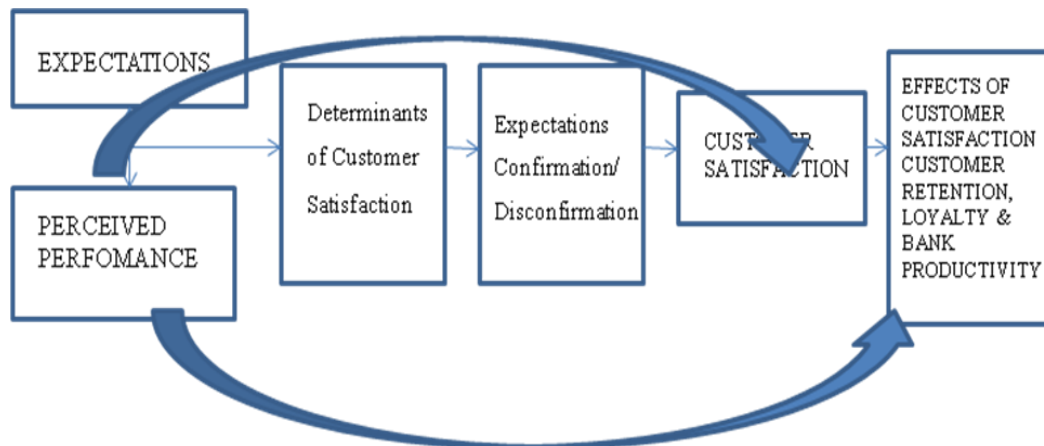 EXPECTATIONS
PERCEIVED
PERFOMANCE
Determinants
of Customer
Satisfaction
Expectations
Confirmation/
Disconfirmation
CUSTOMER
SATISFACTION
EFFECTS OF
CUSTOMER
SATISFACTION
CUSTOMER
RETENTION,
LOYALTY &
BANK
PRODUCTIVITY